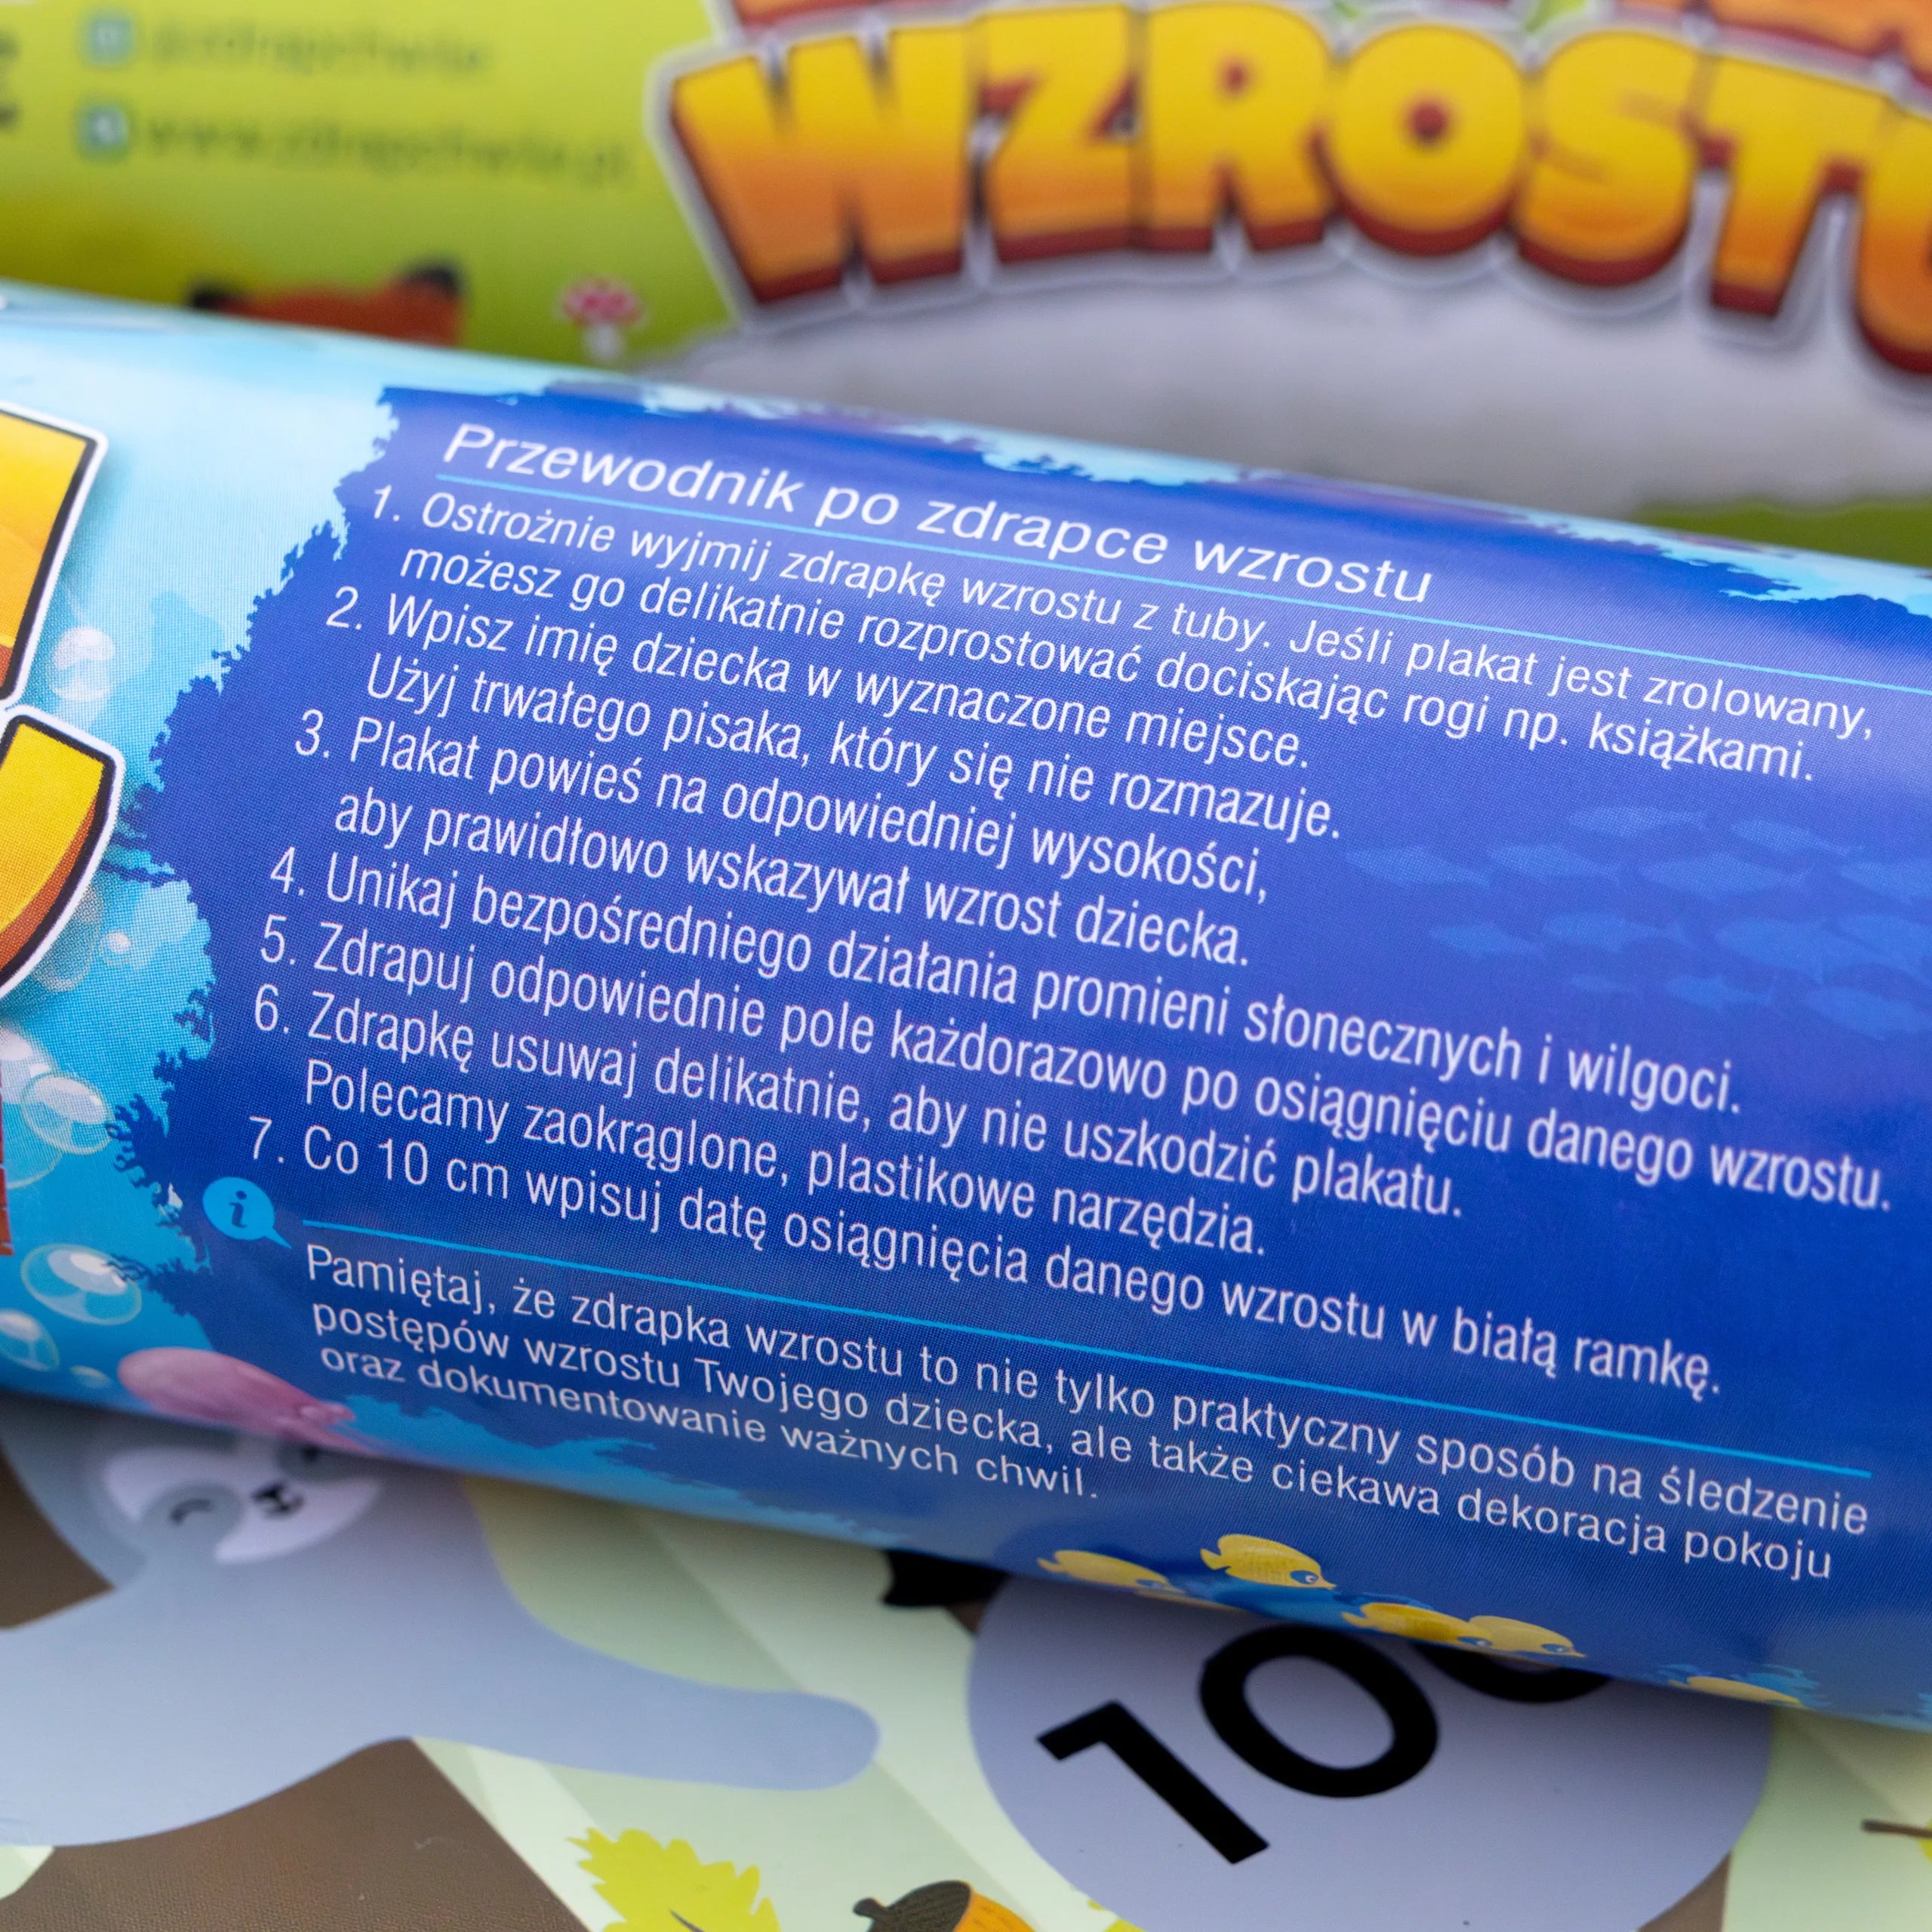 WZROSTU
Przewodnik po zdrapce wzrostu
1. Ostrożnie wyjmij zdrapkę wzrostu z tuby. Jeśli plakat jest zrolowany,
możesz go delikatnie rozprostować dociskając rogi np. książkami.
2. Wpisz imię dziecka w wyznaczone miejsce.
Użyj trwałego pisaka, który się nie rozmazuje.
3. Plakat powieś na odpowiedniej wysokości,
aby prawidłowo wskazywał wzrost dziecka.
4. Unikaj bezpośredniego działania promieni słonecznych i wilgoci.
5. Zdrapuj odpowiednie pole każdorazowo po osiągnięciu danego wzrostu.
6. Zdrapkę usuwaj delikatnie, aby nie uszkodzić plakatu.
Polecamy zaokrąglone, plastikowe narzędzia.
7. Co 10 cm wpisuj datę osiągnięcia danego wzrostu w białą ramkę.
i
Pamiętaj, że zdrapka wzrostu to nie tylko praktyczny sposób na śledzenie
postępów wzrostu Twojego dziecka, ale także ciekawa dekoracja pokoju
oraz dokumentowanie ważnych chwil.
100